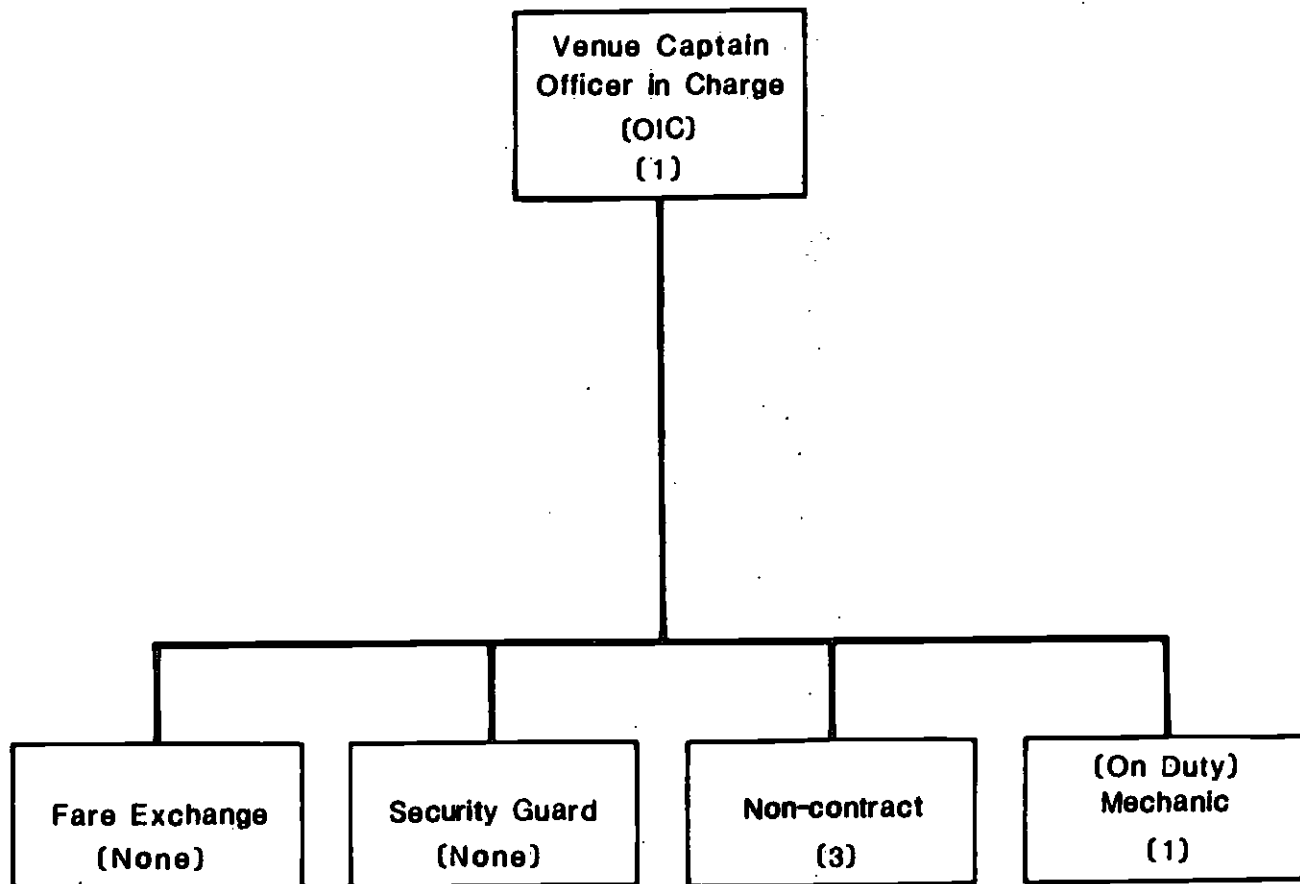 Venue Captain
Officer in Charge
(OIC)
(1)
Fare Exchange
(None)
Security Guard
(None)
Non-contract
(3)
(On Duty)
Mechanic
(1)